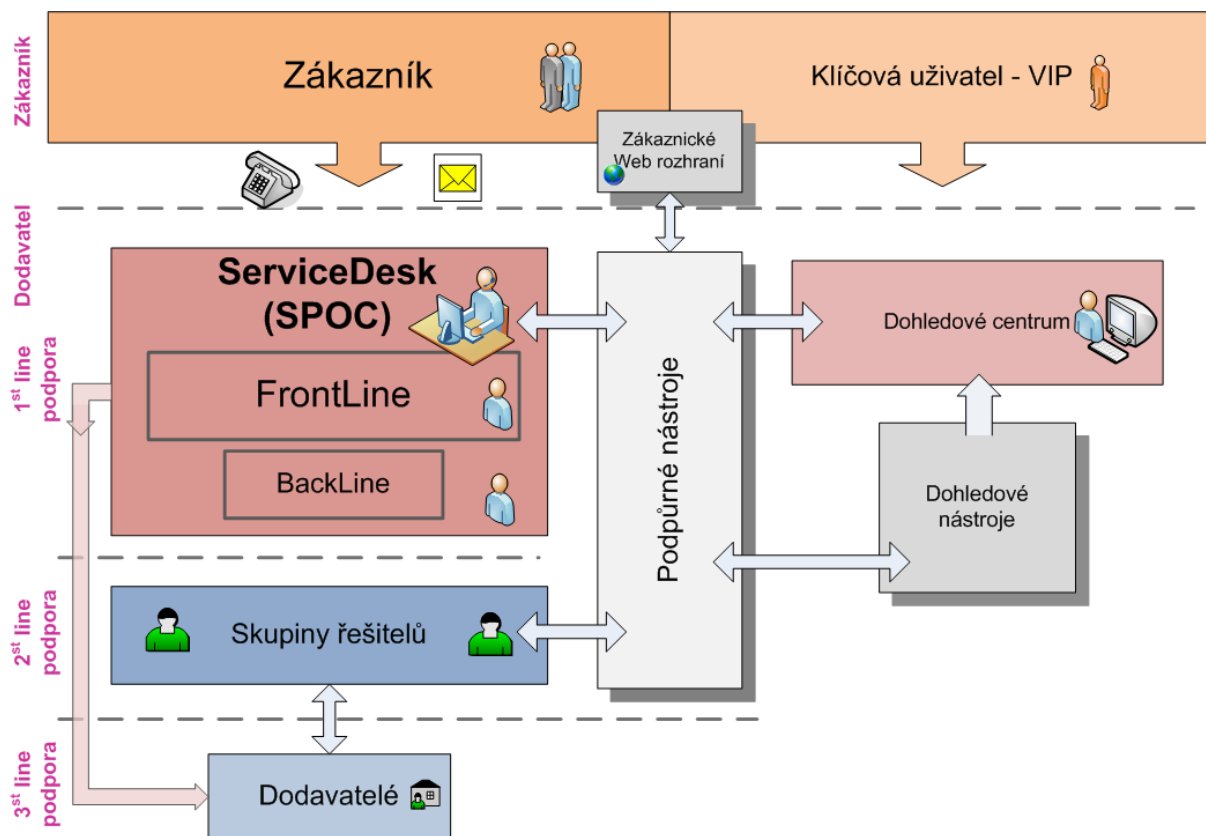 Zákazník
Zákazník
Klíčová uživatel - VIP
Zákaznické
Web rozhraní
Dodavatel
ServiceDesk
(SPOC)
Dohledové centrum
1st line
podpora
FrontLine
BackLine
Podpůrné nástroje
Dohledové
nástroje
2st line
podpora
Skupiny řešitelů
3st line
podpora
Dodavatelé